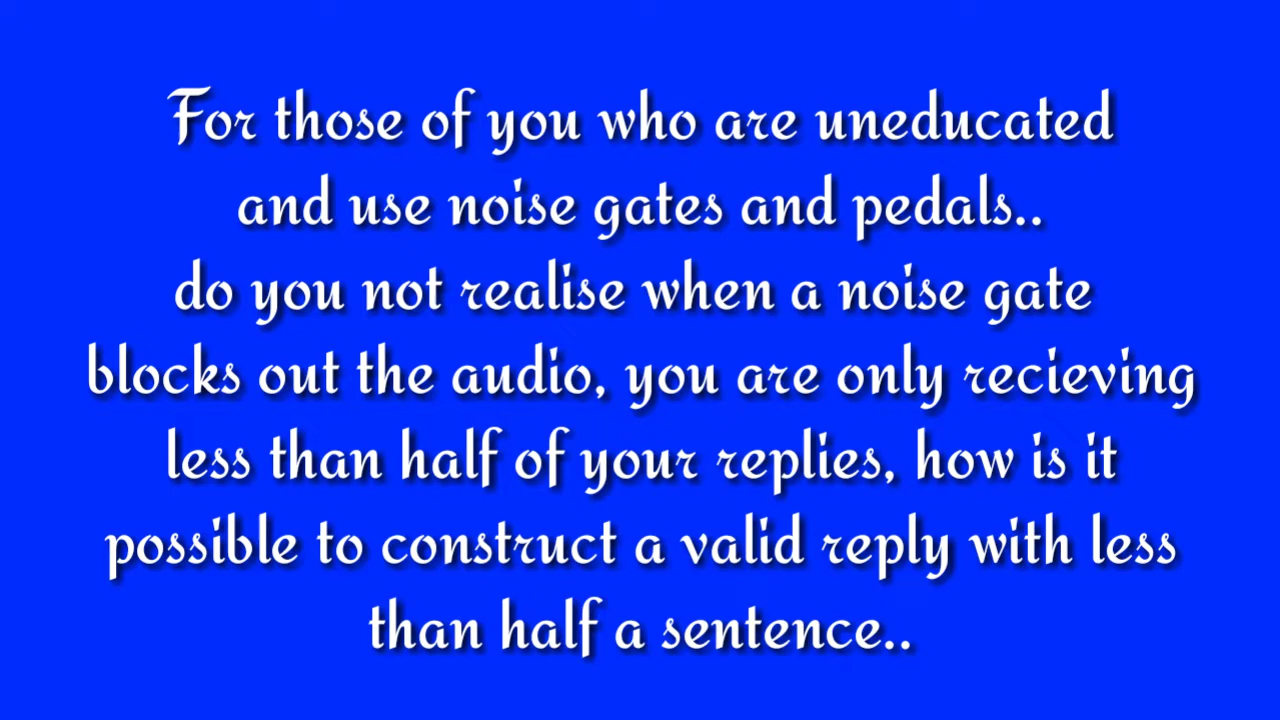 For those of you who are uneducated
and use noise gates and pedals..
do you not realise when a noise gate
blocks out the audio, you are only recieving
less than half of your replies, how is it
possible to construct a valid reply with less
than half a sentence..